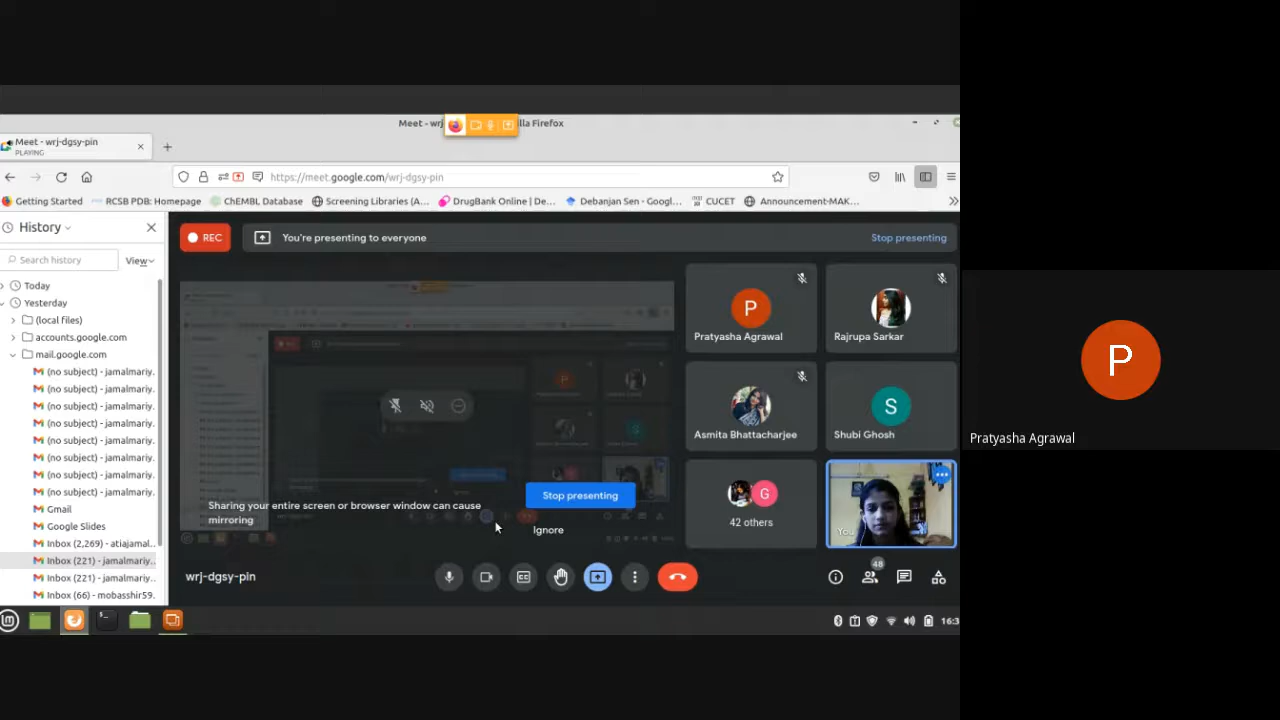 Meet - wrj
lla Firefox
Meet - wrj-dgsy-pin
PLAYING
https://meet.google.com/wrj-dgsy-pin
Getting Started
RCSB PDB: Homepage
ChEMBL Database
Screening Libraries (A...
DrugBank Online | De...
Debanjan Sen - Googl...
CUCET
Announcement-MAK...
History
Search history
View
Today
Yesterday
(local files)
accounts.google.com
mail.google.com
(no subject) - jamalmariy.
(no subject) - jamalmariy.
(no subject) - jamalmariy.
(no subject) - jamalmariy.
(no subject) - jamalmariy.
(no subject) - jamalmariy.
(no subject) - jamalmariy.
(no subject) - jamalmariy.
Gmail
Google Slides
Inbox (2,269) - atiajamal..
Inbox (221) - jamalmariy..
Inbox (221) - jamalmariy..
Inbox (66) - mobasshir59.
REC
You're presenting to everyone
Stop presenting
Sharing your entire screen or browser window can cause
mirroring
Stop presenting
Ignore
P
Pratyasha Agrawal
Rajrupa Sarkar
Asmita Bhattacharjee
S
Shubi Ghosh
G
42 others
You
wrj-dgsy-pin
48
16:3
P
Pratyasha Agrawal